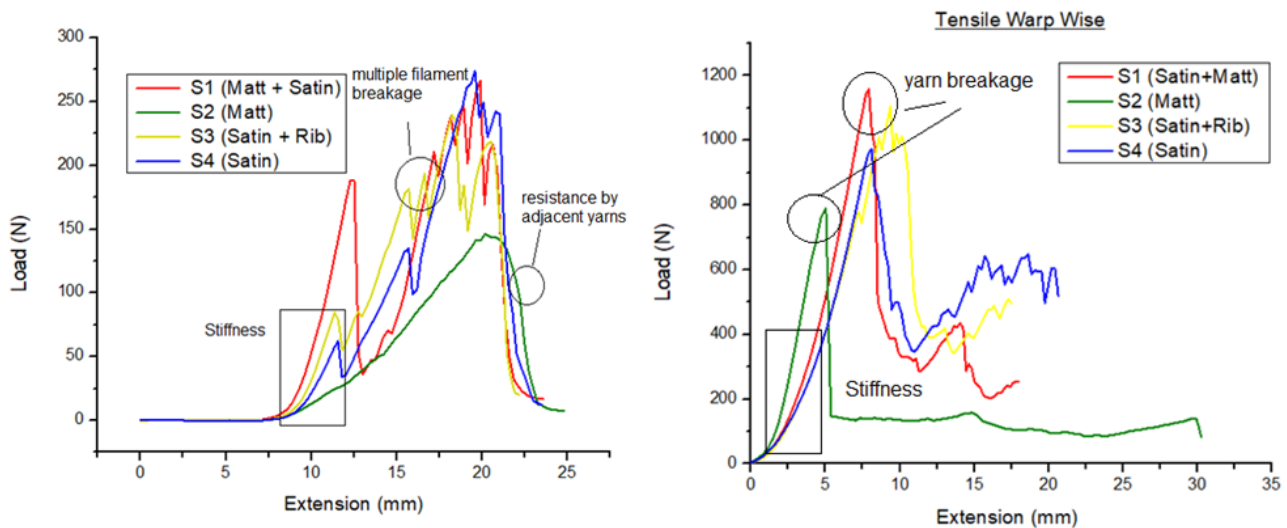 300
250
200
150
100
50
0
Load (N)
S1 (Matt + Satin)
S2 (Matt)
S3 (Satin + Rib)
S4 (Satin)
multiple filament
breakage
resistance by
adjacent yarns
Stiffness
0 5 10 15 20 25
Extension (mm)
Tensile Warp Wise
1200
1000
800
600
400
200
0
Load (N)
yarn breakage
S1 (Satin+Matt)
S2 (Matt)
S3 (Satin+Rib)
S4 (Satin)
Stiffness
0 5 10 15 20 25 30 35
Extension (mm)